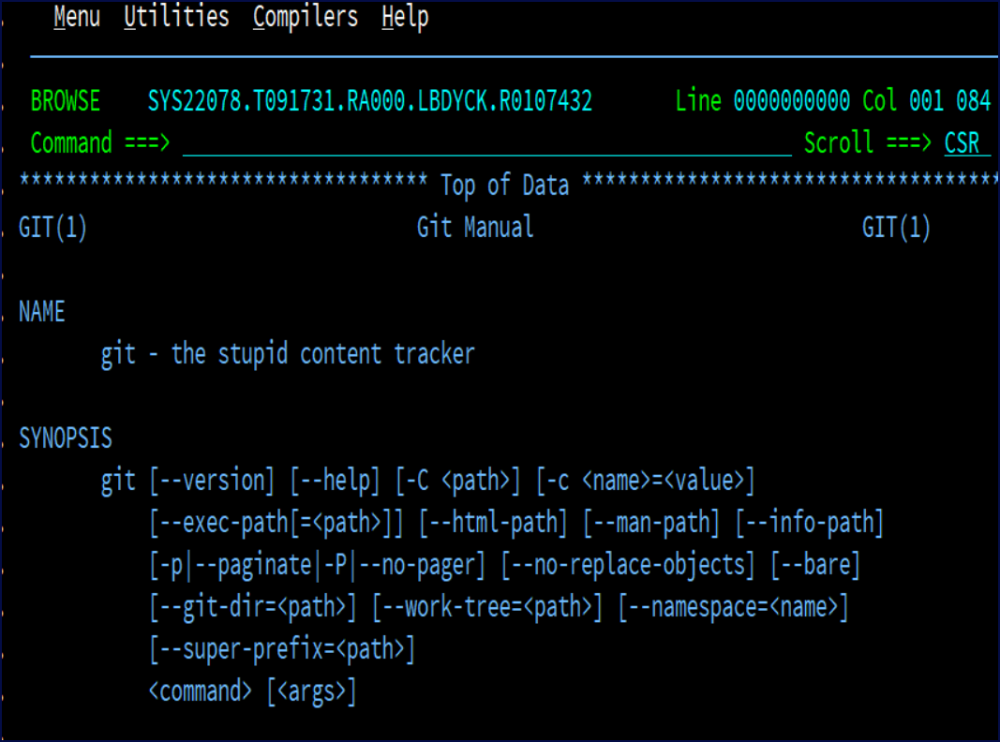 Menu Utilities Compilers Help
BROWSE SYS22078.T091731.RA000.LBDYCK.R0107432 Line 0000000000 Col 001 084
Command ===> Scroll ===> CSR
*********************************** Top of Data ************************************
GIT(1) Git Manual GIT(1)
NAME
git - the stupid content tracker
SYNOPSIS
git [--version] [--help] [-C <path>] [-c <name>=<value>]
[--exec-path[=<path>]] [--html-path] [--man-path] [--info-path]
[-p|--paginate|-P|--no-pager] [--no-replace-objects] [--bare]
[--git-dir=<path>] [--work-tree=<path>] [--namespace=<name>]
[--super-prefix=<path>]
<command> [<args>]